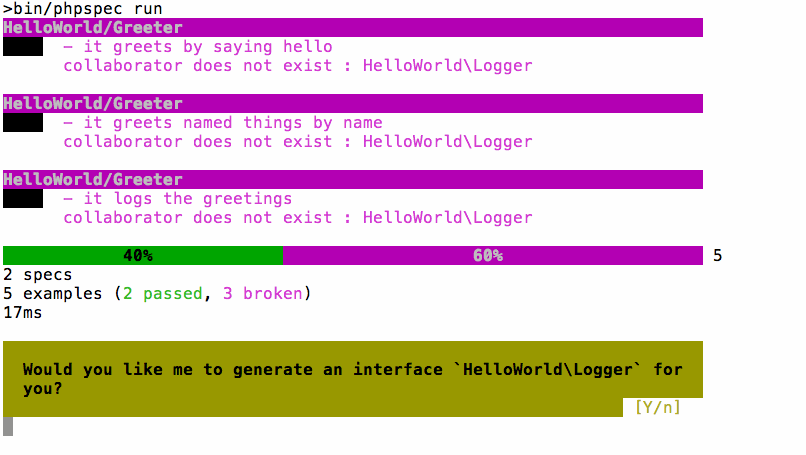 >bin/phpspec run
HelloWorld/Greeter
- it greets by saying hello
collaborator does not exist : HelloWorld\Logger
HelloWorld/Greeter
- it greets named things by name
collaborator does not exist : HelloWorld\Logger
HelloWorld/Greeter
- it logs the greetings
collaborator does not exist : HelloWorld\Logger
40% 60% 5
2 specs
5 examples (2 passed, 3 broken)
17ms
Would you like me to generate an interface `HelloWorld\Logger` for
you?
[Y/n]